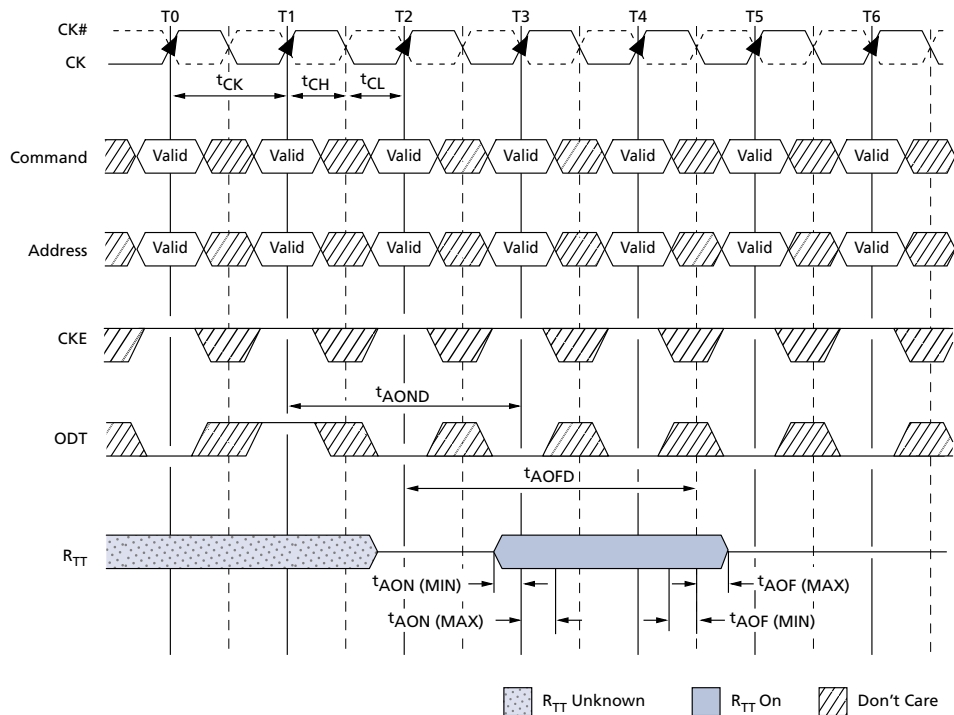 T0 T1 T2 T3 T4 T5 T6
CK#
CK
tCK tCH tCL
Command Valid Valid Valid Valid Valid Valid Valid
Address Valid Valid Valid Valid Valid Valid Valid
CKE
tAOND
ODT
tAOFD
RTT
tAON (MIN) tAOF (MAX)
tAON (MAX) tAOF (MIN)
RTT Unknown RTT On Don't Care